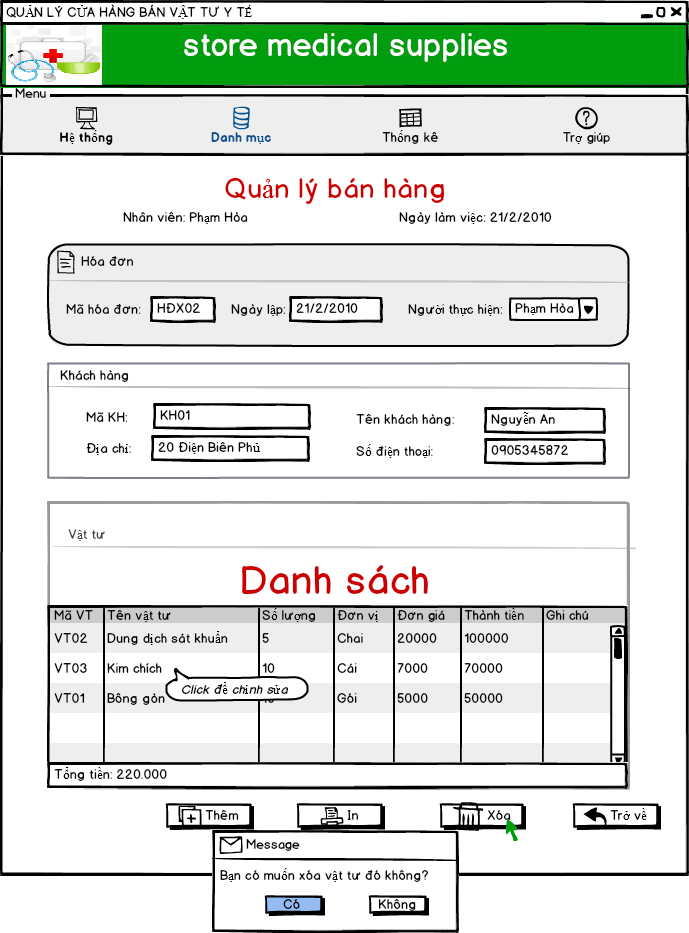 QUẢN LÝ CỬA HÀNG BÁN VẬT TƯ Y TẾ
store medical supplies
Menu
Hệ thống Danh mục Thống kê Trợ giúp
Quản lý bán hàng
Nhân viên: Phạm Hòa Ngày làm việc: 21/2/2010
Hóa đơn
Mã hóa đơn: HĐX02 Ngày lập: 21/2/2010 Người thực hiện: Phạm Hòa
Khách hàng
Mã KH: KH01 Tên khách hàng: Nguyễn An
Địa chỉ: 20 Điện Biên Phủ Số điện thoại: 0905345872
Vật tư
Danh sách
Mã VT Tên vật tư Số lượng Đơn vị Đơn giá Thành tiền Ghi chú
VT02 Dung dịch sát khuẩn 5 Chai 20000 100000
VT03 Kim chích 10 Cái 7000 70000
Click để chỉnh sửa
VT01 Bông gòn Gói 5000 50000
Tổng tiền: 220.000
Thêm In Xóa Trở về
Message
Bạn có muốn xóa vật tư đó không?
Có Không